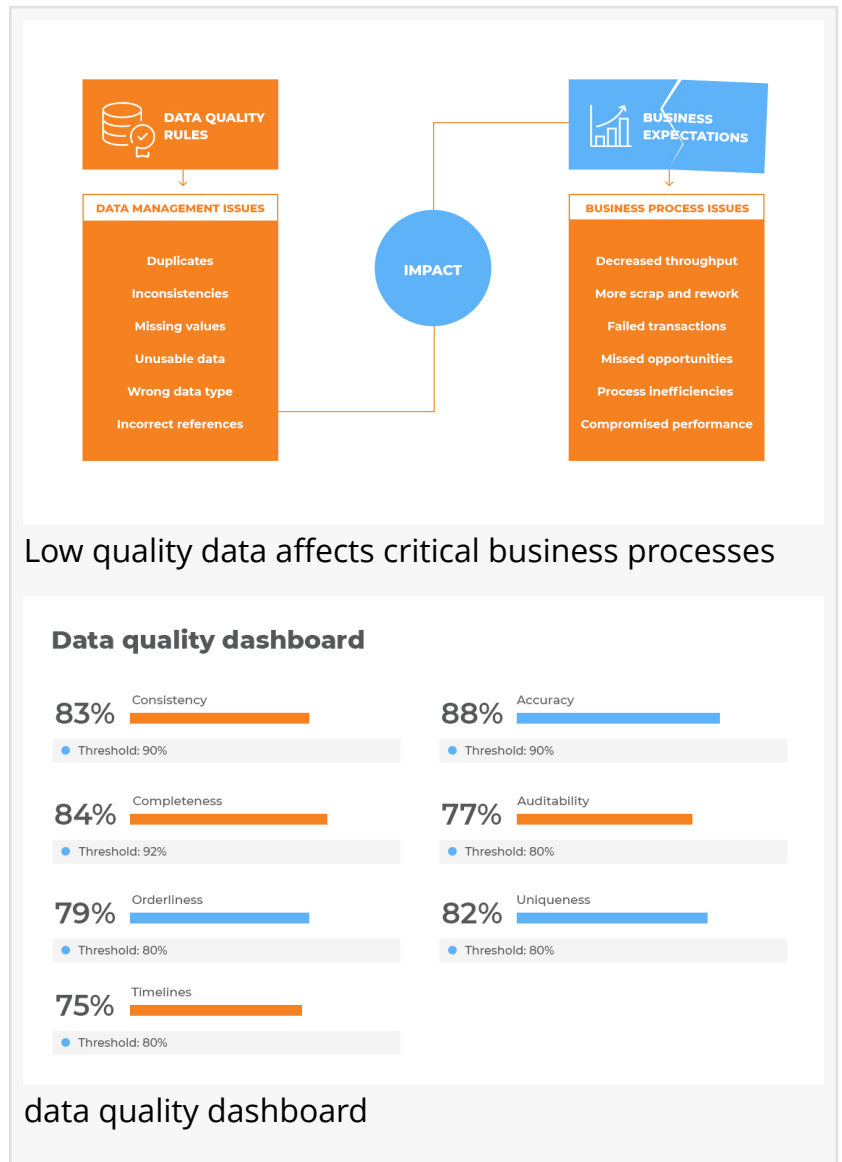 DATA QUALITY
RULES
DATA MANAGEMENT ISSUES
Duplicates
Inconsistencies
Missing values
Unusable data
Wrong data type
Incorrect references
IMPACT
BUSINESS
EXPECTATIONS
BUSINESS PROCESS ISSUES
Decreased throughput
More scrap and rework
Failed transactions
Missed opportunities
Process inefficiencies
Compromised performance
Low quality data affects critical business processes
Data quality dashboard
83% Consistency
Threshold: 90%
88% Accuracy
Threshold: 90%
84% Completeness
Threshold: 92%
77% Auditability
Threshold: 80%
79% Orderliness
Threshold: 80%
82% Uniqueness
Threshold: 80%
75% Timelines
Threshold: 80%
data quality dashboard